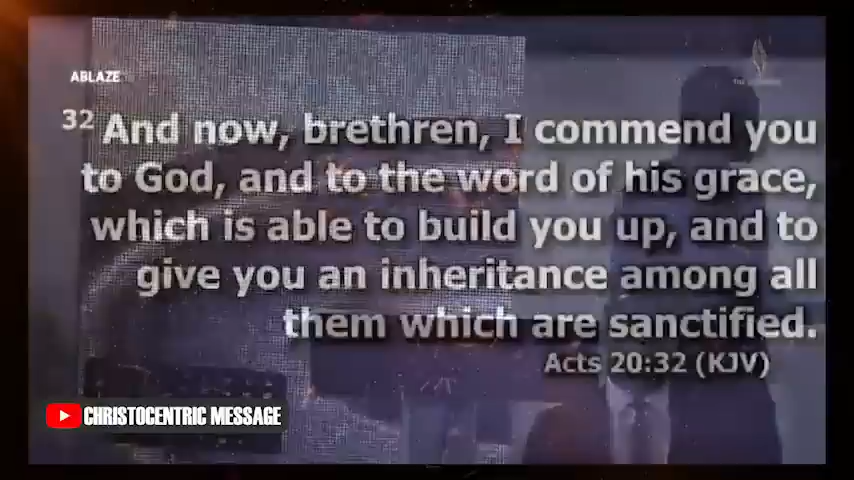 ABLAZE
32 And now, brethren, I commend you
to God, and to the word of his grace,
which is able to build you up, and to
give you an inheritance among all
them which are sanctified.
Acts 20:32 (KJV)
CHRISTOCENTRIC MESSAGE